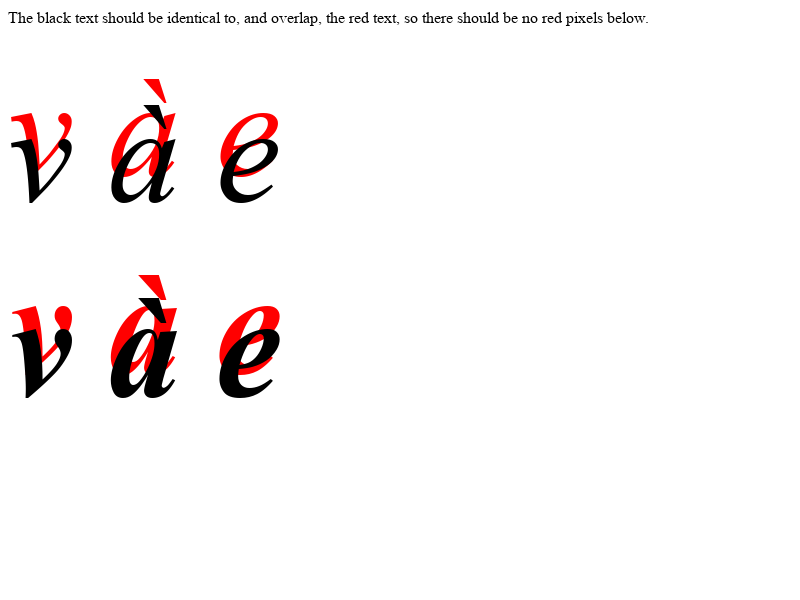 The black text should be identical to, and overlap, the red text, so there should be no red pixels below.
v à e
v à e